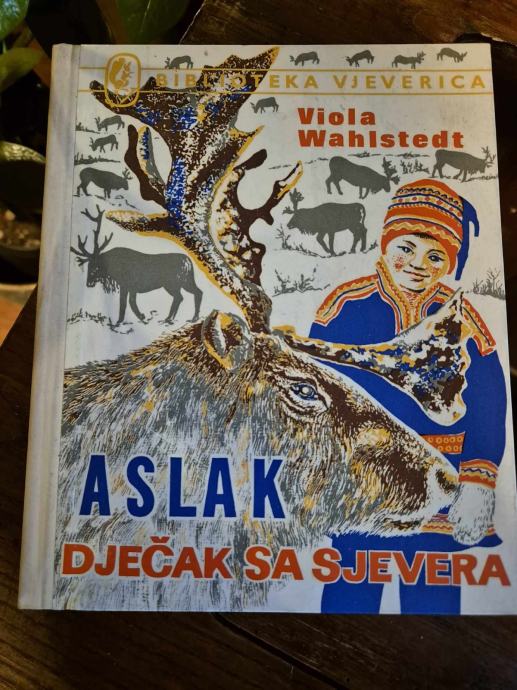 BIBLIOTEKA VJEVERICA
Viola
Wahlstedt
ASLAK
DJEČAK SA SJEVERA